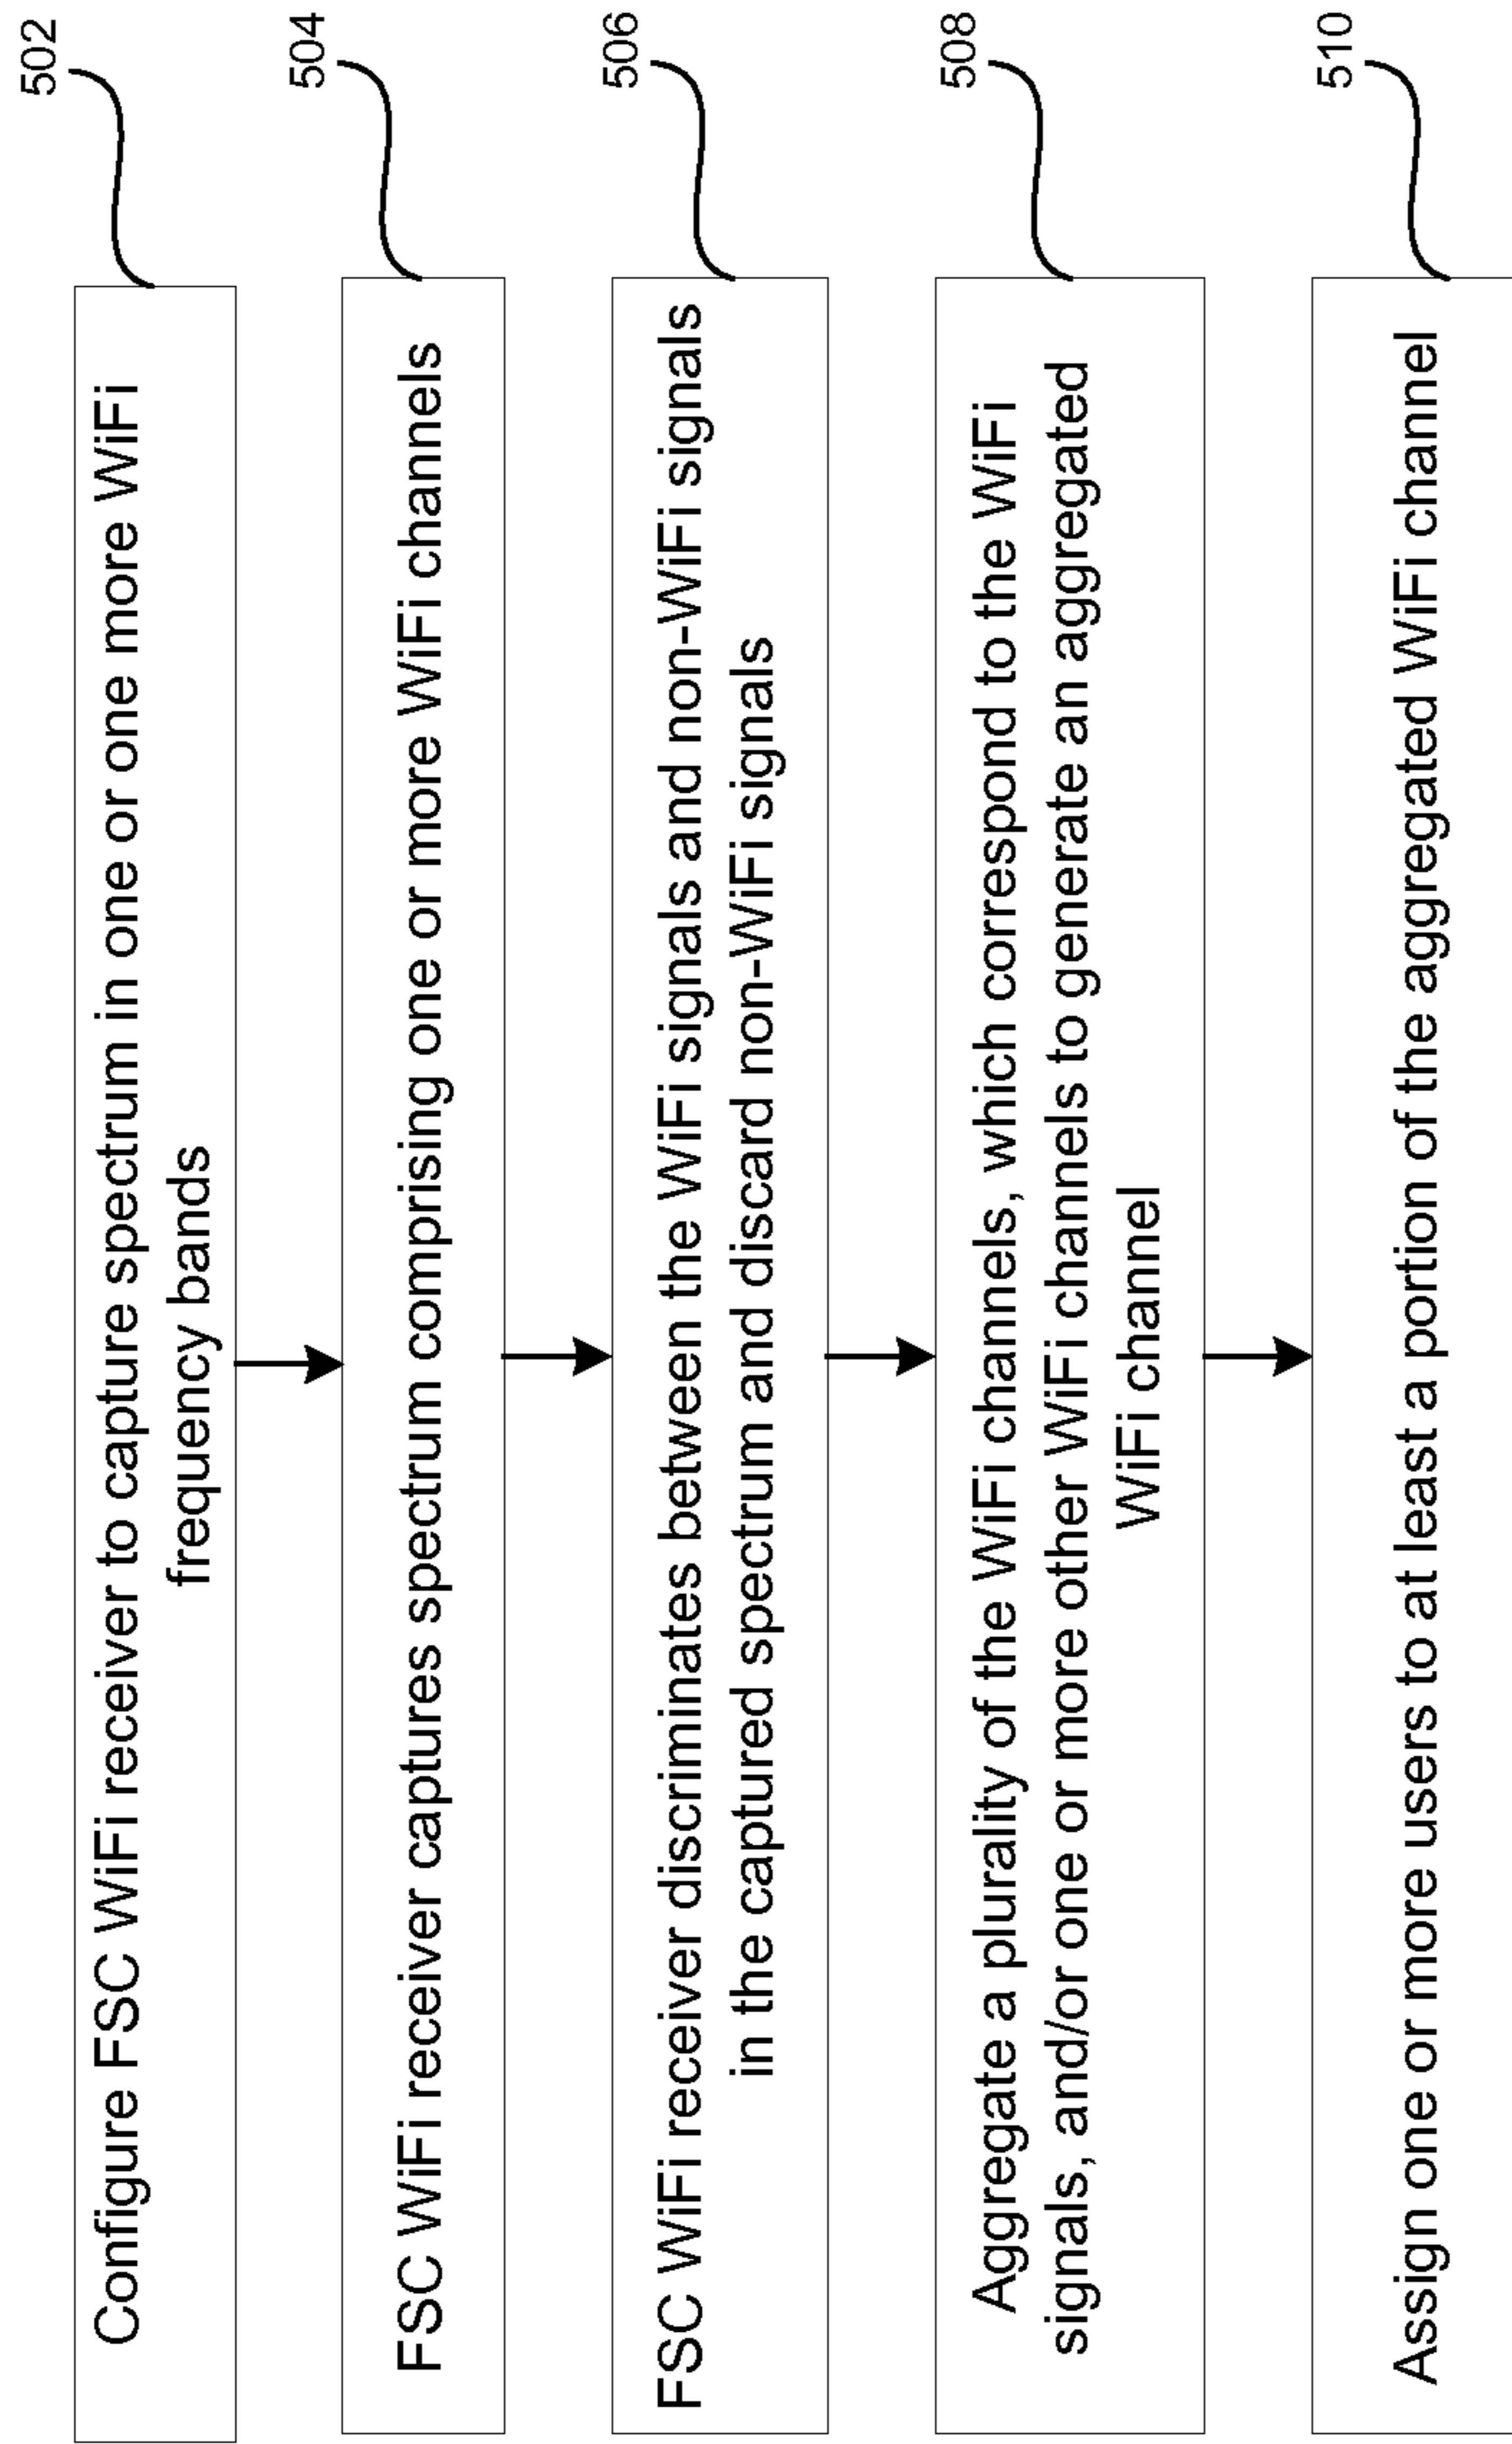 502
Configure FSC WiFi receiver to capture spectrum in one or one more WiFi
frequency bands
504
FSC WiFi receiver captures spectrum comprising one or more WiFi channels
506
FSC WiFi receiver discriminates between the WiFi signals and non-WiFi signals
in the captured spectrum and discard non-WiFi signals
508
Aggregate a plurality of the WiFi channels, which correspond to the WiFi
signals, and/or one or more other WiFi channels to generate an aggregated
WiFi channel
510
Assign one or more users to at least a portion of the aggregated WiFi channel